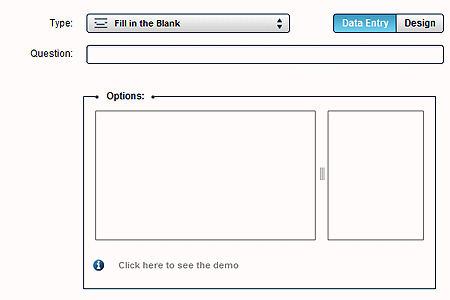 Type: Fill in the Blank Data Entry Design
Question:
Options:
Click here to see the demo